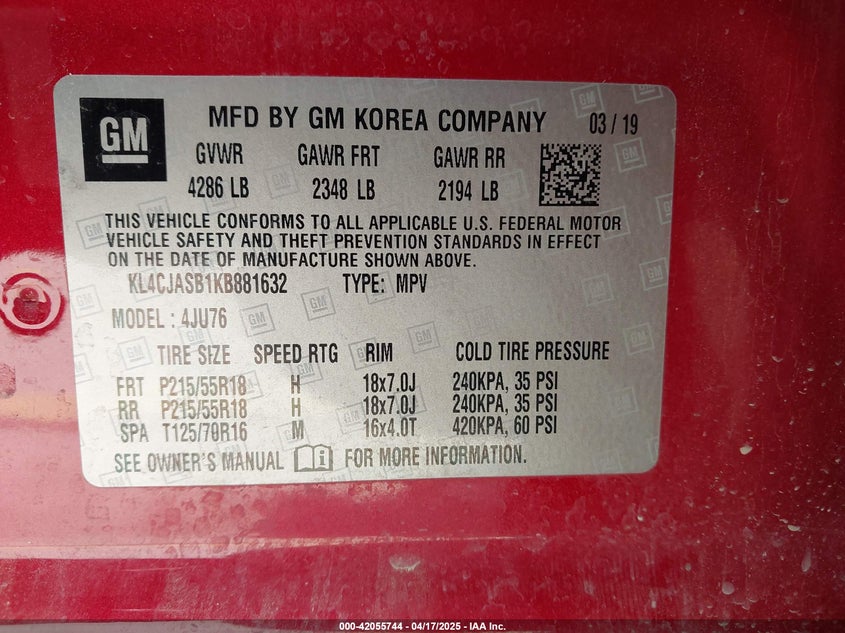 GM MFD BY GM KOREA COMPANY 03 / 19
GVWR GAWR FRT GAWR RR
4286 LB 2348 LB 2194 LB
THIS VEHICLE CONFORMS TO ALL APPLICABLE U.S. FEDERAL MOTOR
VEHICLE SAFETY AND THEFT PREVENTION STANDARDS IN EFFECT
ON THE DATE OF MANUFACTURE SHOWN ABOVE.
KL4CJASB1KB881632 TYPE: MPV
MODEL : 4JU76
TIRE SIZE SPEED RTG RIM COLD TIRE PRESSURE
FRT P215/55R18 H 18x7.0J 240KPA, 35 PSI
RR P215/55R18 H 18x7.0J 240KPA, 35 PSI
SPA T125/70R16 M 16x4.0T 420KPA, 60 PSI
SEE OWNER'S MANUAL FOR MORE INFORMATION.
000-42055744 - 04/17/2025 - IAA Inc.